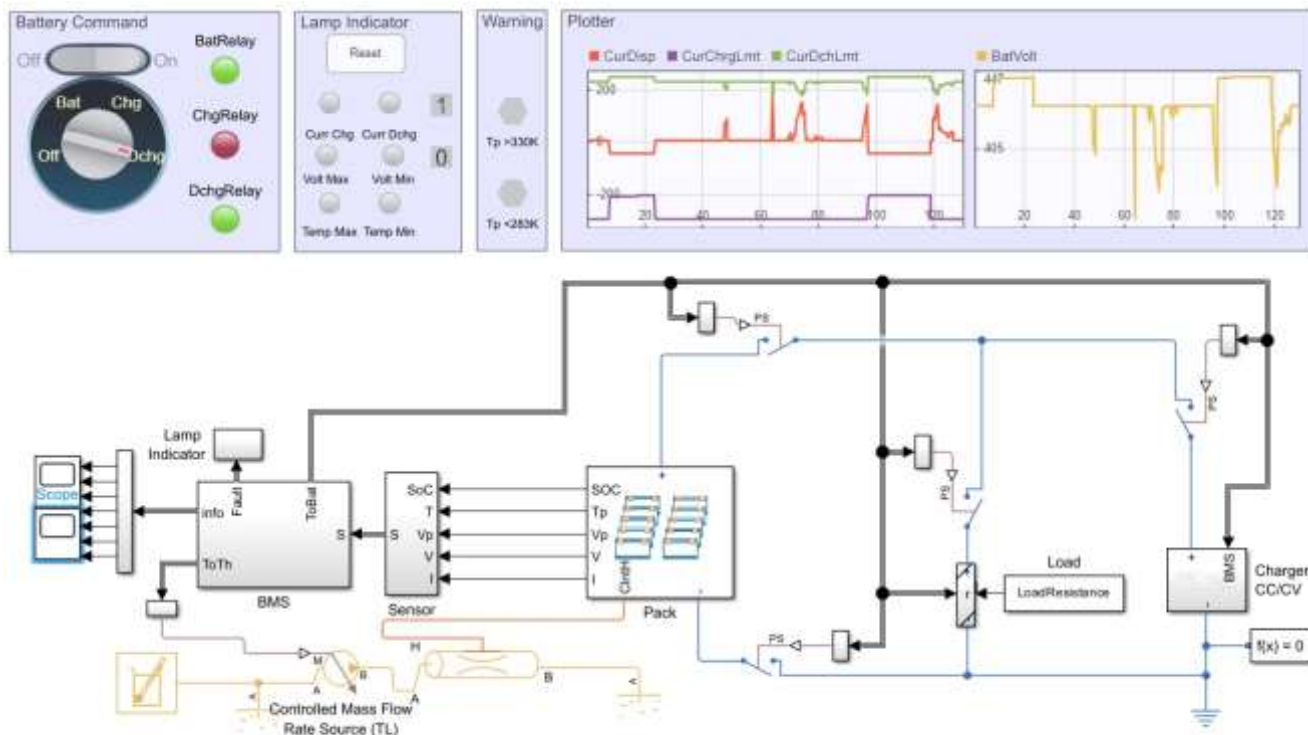 Battery Command
Off
On
BatRelay
Bat
Chg
Off
Dchg
ChgRelay
DchgRelay
Lamp Indicator
Reset
1
Curr Chg
Curr Dchg
0
Volt Max
Volt Min
Temp Max
Temp Min
Warning
Tp >330K
Tp <283K
Plotter
CurDisp
CurChrgLmt
CurDchLmt
200
0
-200
20
40
60
80
100
120
BatVolt
447
405
20
40
60
80
100
120
PS
PS
PS
PS
Lamp
Indicator
Scope
info
Fault
ToBat
S
ToTh
BMS
S
SoC
T
Vp
V
I
Sensor
SOC
Tp
Vp
V
I
ClntH
Pack
+
-
Load
LoadResistance
r
BMS
+
-
Charger
CC/CV
f(x) = 0
H
M
A
B
A
A
B
A
Controlled Mass Flow
Rate Source (TL)